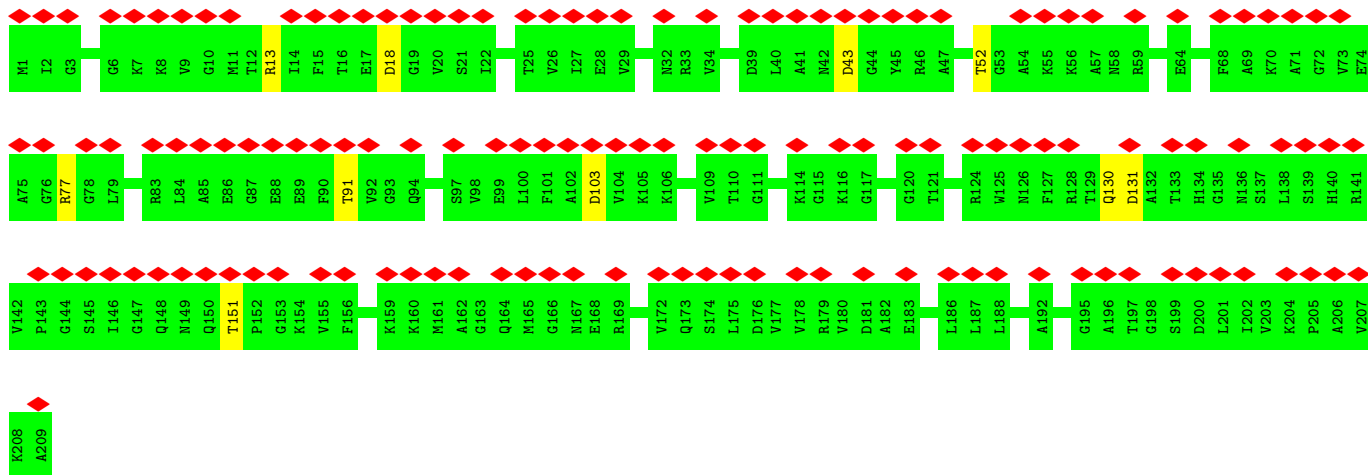 M1 I2 G3 G6 K7 K8 V9 G10 M11 T12 R13 I14 F15 T16 E17 D18 G19 V20 S21 I22 T25 V26 I27 E28 V29 N32 R33 V34 D39 L40 A41 N42 D43 G44 Y45 R46 A47 T52 G53 A54 K55 K56 A57 N58 R59 E64 F68 A69 K70 A71 G72 V73 E74
A75 G76 R77 G78 L79 R83 L84 A85 E86 G87 E88 E89 F90 T91 V92 G93 Q94 S97 V98 E99 L100 F101 A102 D103 V104 K105 K106 V109 T110 G111 K114 G115 K116 G117 G120 T121 R124 W125 N126 F127 R128 T129 Q130 D131 A132 T133 H134 G135 N136 S137 L138 S139 H140 R141
V142 P143 G144 S145 I146 G147 Q148 N149 Q150 T151 P152 G153 K154 V155 F156 K159 K160 M161 A162 G163 Q164 M165 G166 N167 E168 R169 V172 Q173 S174 L175 D176 V177 V178 R179 V180 D181 A182 E183 L186 L187 L188 A192 G195 A196 T197 G198 S199 D200 L201 I202 V203 K204 P205 A206 V207
K208 A209